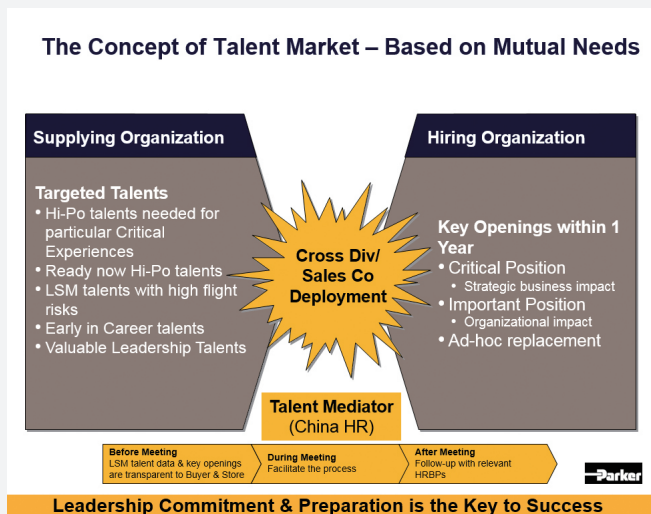 The Concept of Talent Market – Based on Mutual Needs
Supplying Organization
Targeted Talents
• Hi-Po talents needed for
particular Critical
Experiences
• Ready now Hi-Po talents
• LSM talents with high flight
risks
• Early in Career talents
• Valuable Leadership Talents
Cross Div/
Sales Co
Deployment
Hiring Organization
Key Openings within 1
Year
• Critical Position
• Strategic business impact
• Important Position
• Organizational impact
• Ad-hoc replacement
Talent Mediator
(China HR)
Before Meeting
LSM talent data & key openings
are transparent to Buyer & Store
During Meeting
Facilitate the process
After Meeting
Follow-up with relevant
HRBPs
Parker
Leadership Commitment & Preparation is the Key to Success